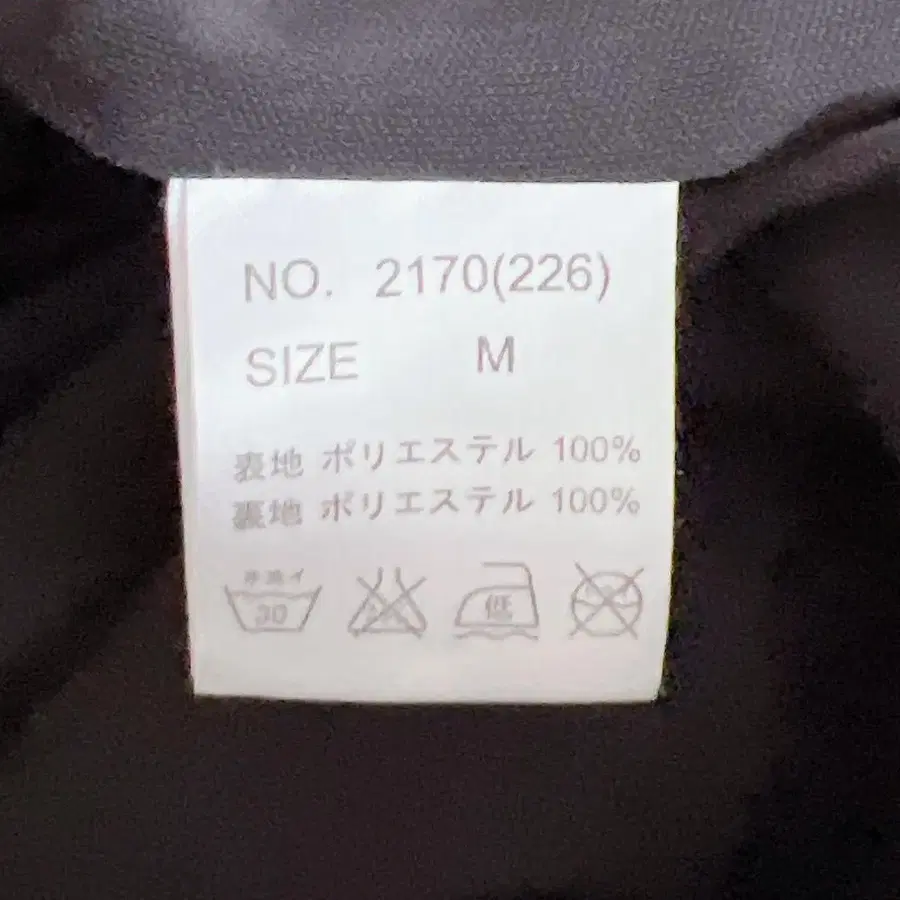 NO. 2170(226)
SIZE M
表地 ポリエステル 100%
裏地 ポリエステル 100%
手洗イ
30
低